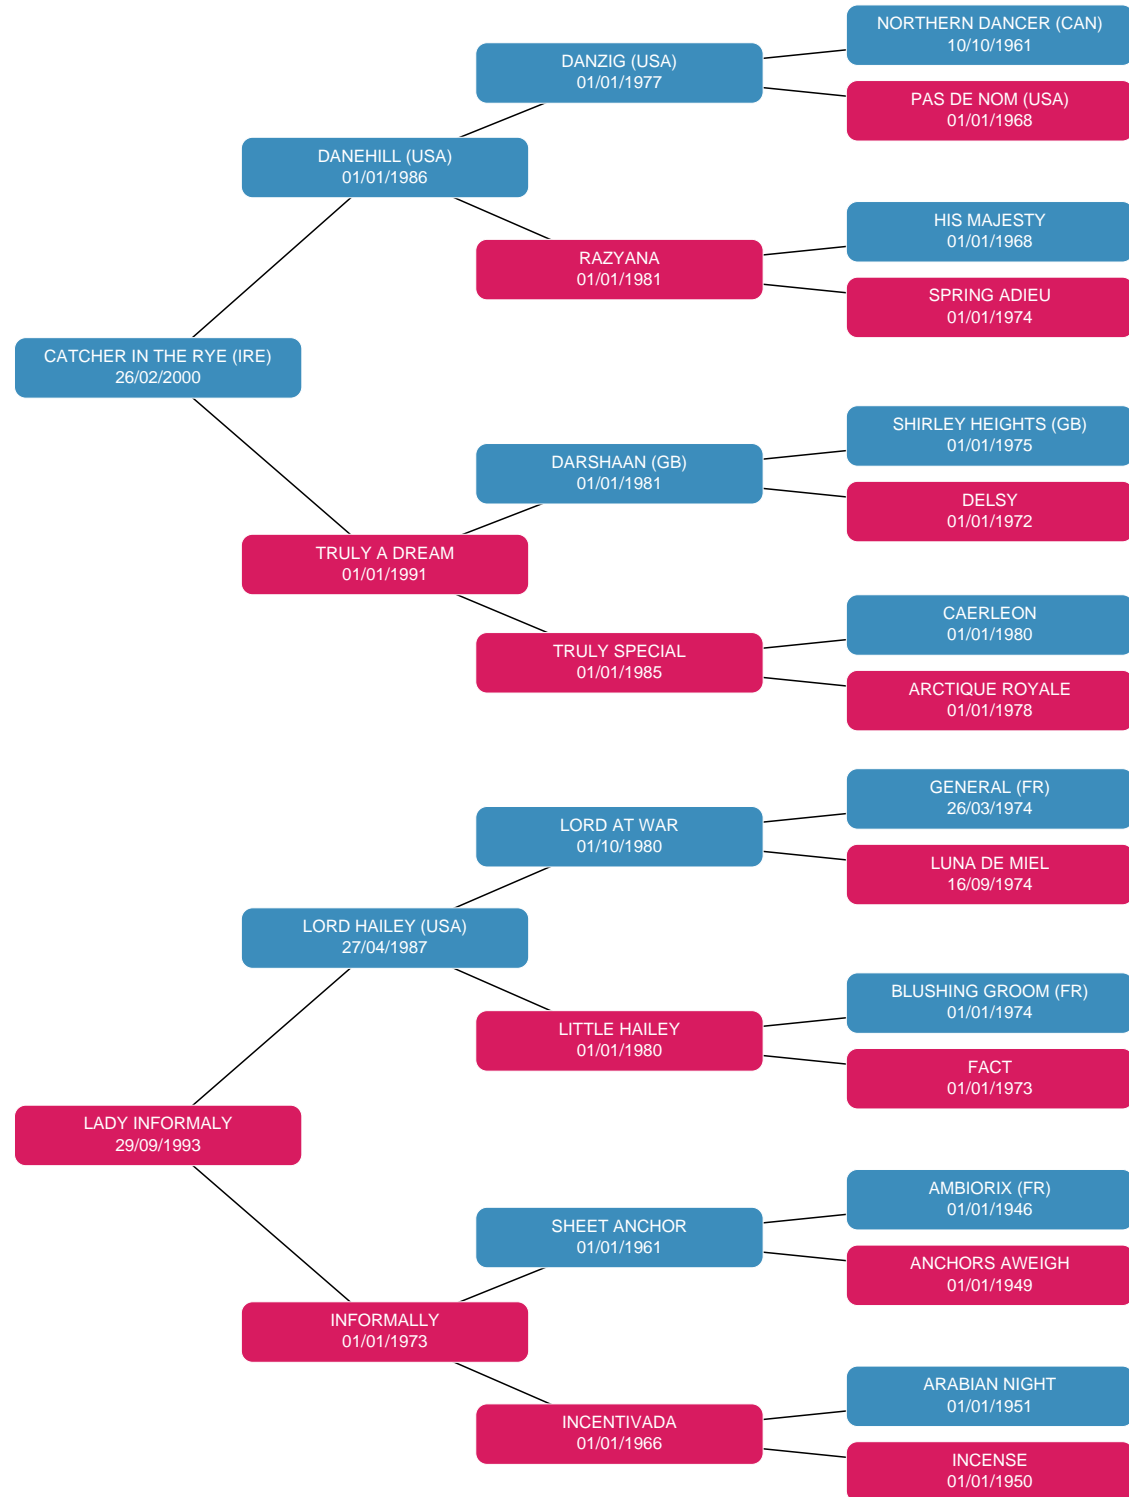 NORTHERN DANCER (CAN)
10/10/1961
DANZIG (USA)
01/01/1977
PAS DE NOM (USA)
01/01/1968
DANEHILL (USA)
01/01/1986
HIS MAJESTY
01/01/1968
RAZYANA
01/01/1981
SPRING ADIEU
01/01/1974
CATCHER IN THE RYE (IRE)
26/02/2000
SHIRLEY HEIGHTS (GB)
01/01/1975
DARSHAAN (GB)
01/01/1981
DELSY
01/01/1972
TRULY A DREAM
01/01/1991
CAERLEON
01/01/1980
TRULY SPECIAL
01/01/1985
ARCTIQUE ROYALE
01/01/1978
GENERAL (FR)
26/03/1974
LORD AT WAR
01/10/1980
LUNA DE MIEL
16/09/1974
LORD HAILEY (USA)
27/04/1987
BLUSHING GROOM (FR)
01/01/1974
LITTLE HAILEY
01/01/1980
FACT
01/01/1973
LADY INFORMALY
29/09/1993
AMBIORIX (FR)
01/01/1946
SHEET ANCHOR
01/01/1961
ANCHORS AWEIGH
01/01/1949
INFORMALLY
01/01/1973
ARABIAN NIGHT
01/01/1951
INCENTIVADA
01/01/1966
INCENSE
01/01/1950